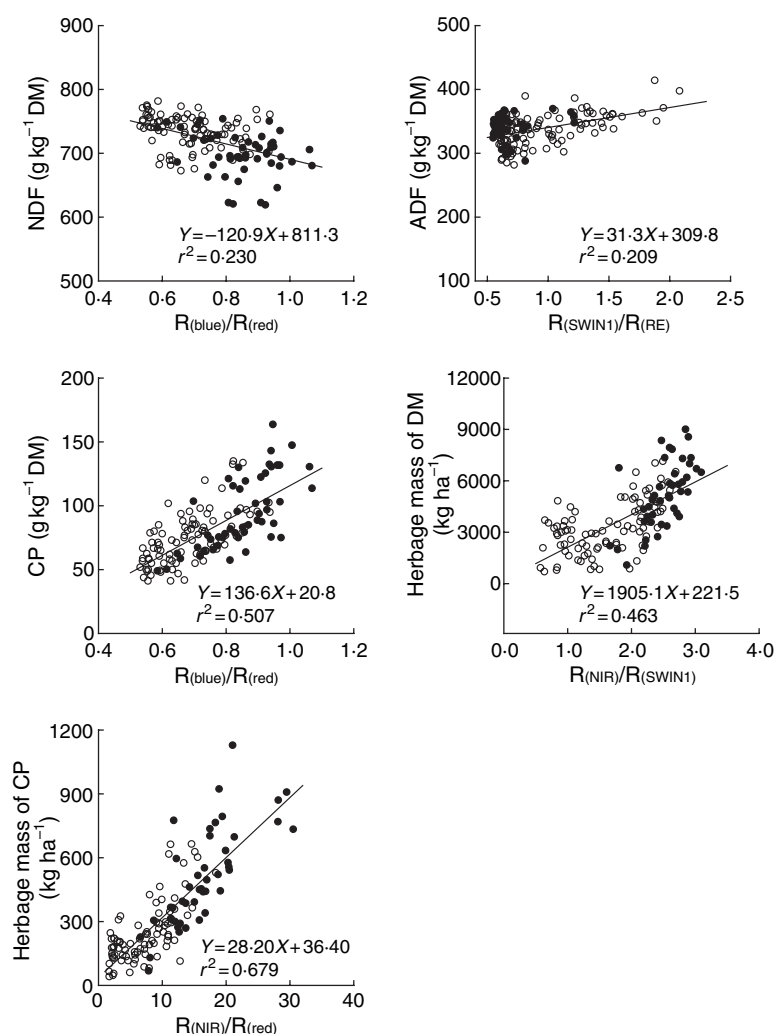 900
800
700
600
500
NDF (g kg⁻¹ DM)
Y=−120·9X+811·3
r²=0·230
0·4 0·6 0·8 1·0 1·2
R(blue)/R(red)
500
400
300
200
100
ADF (g kg⁻¹ DM)
Y=31·3X+309·8
r²=0·209
0·5 1·0 1·5 2·0 2·5
R(SWIN1)/R(RE)
200
150
100
50
0
CP (g kg⁻¹ DM)
Y=136·6X+20·8
r²=0·507
0·4 0·6 0·8 1·0 1·2
R(blue)/R(red)
12000
9000
6000
3000
0
Herbage mass of DM
(kg ha⁻¹)
Y=1905·1X+221·5
r²=0·463
0·0 1·0 2·0 3·0 4·0
R(NIR)/R(SWIN1)
1200
900
600
300
0
Herbage mass of CP
(kg ha⁻¹)
Y=28·20X+36·40
r²=0·679
0 10 20 30 40
R(NIR)/R(red)